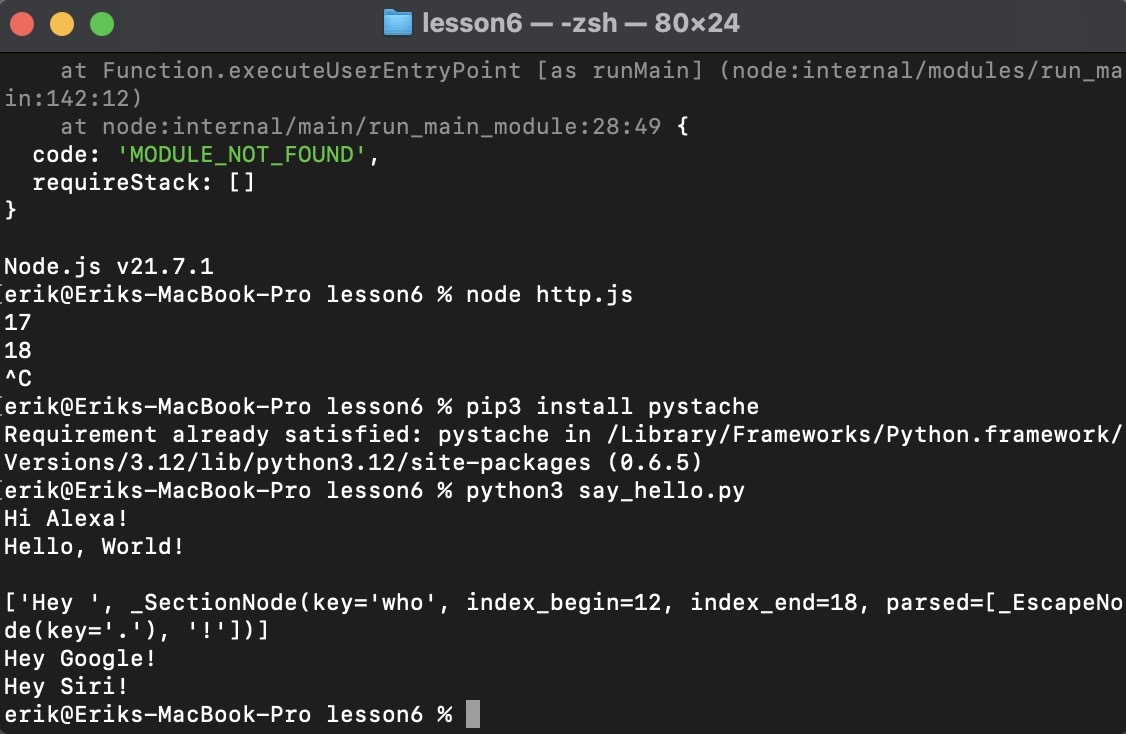 lesson6 — -zsh — 80×24
    at Function.executeUserEntryPoint [as runMain] (node:internal/modules/run_ma
in:142:12)
    at node:internal/main/run_main_module:28:49 {
  code: 'MODULE_NOT_FOUND',
  requireStack: []
}
Node.js v21.7.1
[erik@Eriks-MacBook-Pro lesson6 % node http.js
17
18
^C
[erik@Eriks-MacBook-Pro lesson6 % pip3 install pystache
Requirement already satisfied: pystache in /Library/Frameworks/Python.framework/
Versions/3.12/lib/python3.12/site-packages (0.6.5)
[erik@Eriks-MacBook-Pro lesson6 % python3 say_hello.py
Hi Alexa!
Hello, World!
['Hey ', _SectionNode(key='who', index_begin=12, index_end=18, parsed=[_EscapeNo
de(key='.'), '!'])]
Hey Google!
Hey Siri!
erik@Eriks-MacBook-Pro lesson6 %